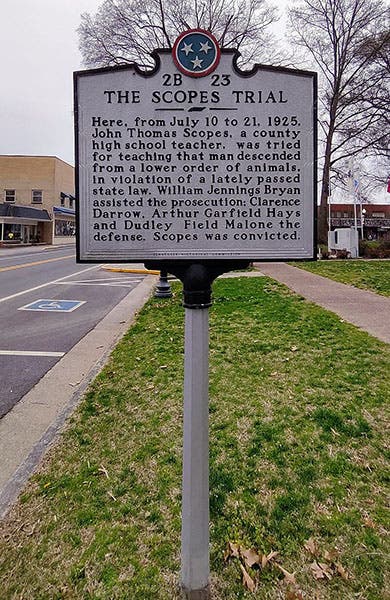 2B 23
THE SCOPES TRIAL
Here, from July 10 to 21, 1925,
John Thomas Scopes, a county
high school teacher, was tried
for teaching that man descended
from a lower order of animals,
in violation of a lately passed
state law. William Jennings Bryan
assisted the prosecution; Clarence
Darrow, Arthur Garfield Hays
and Dudley Field Malone the
defense. Scopes was convicted.
TENNESSEE HISTORICAL COMMISSION